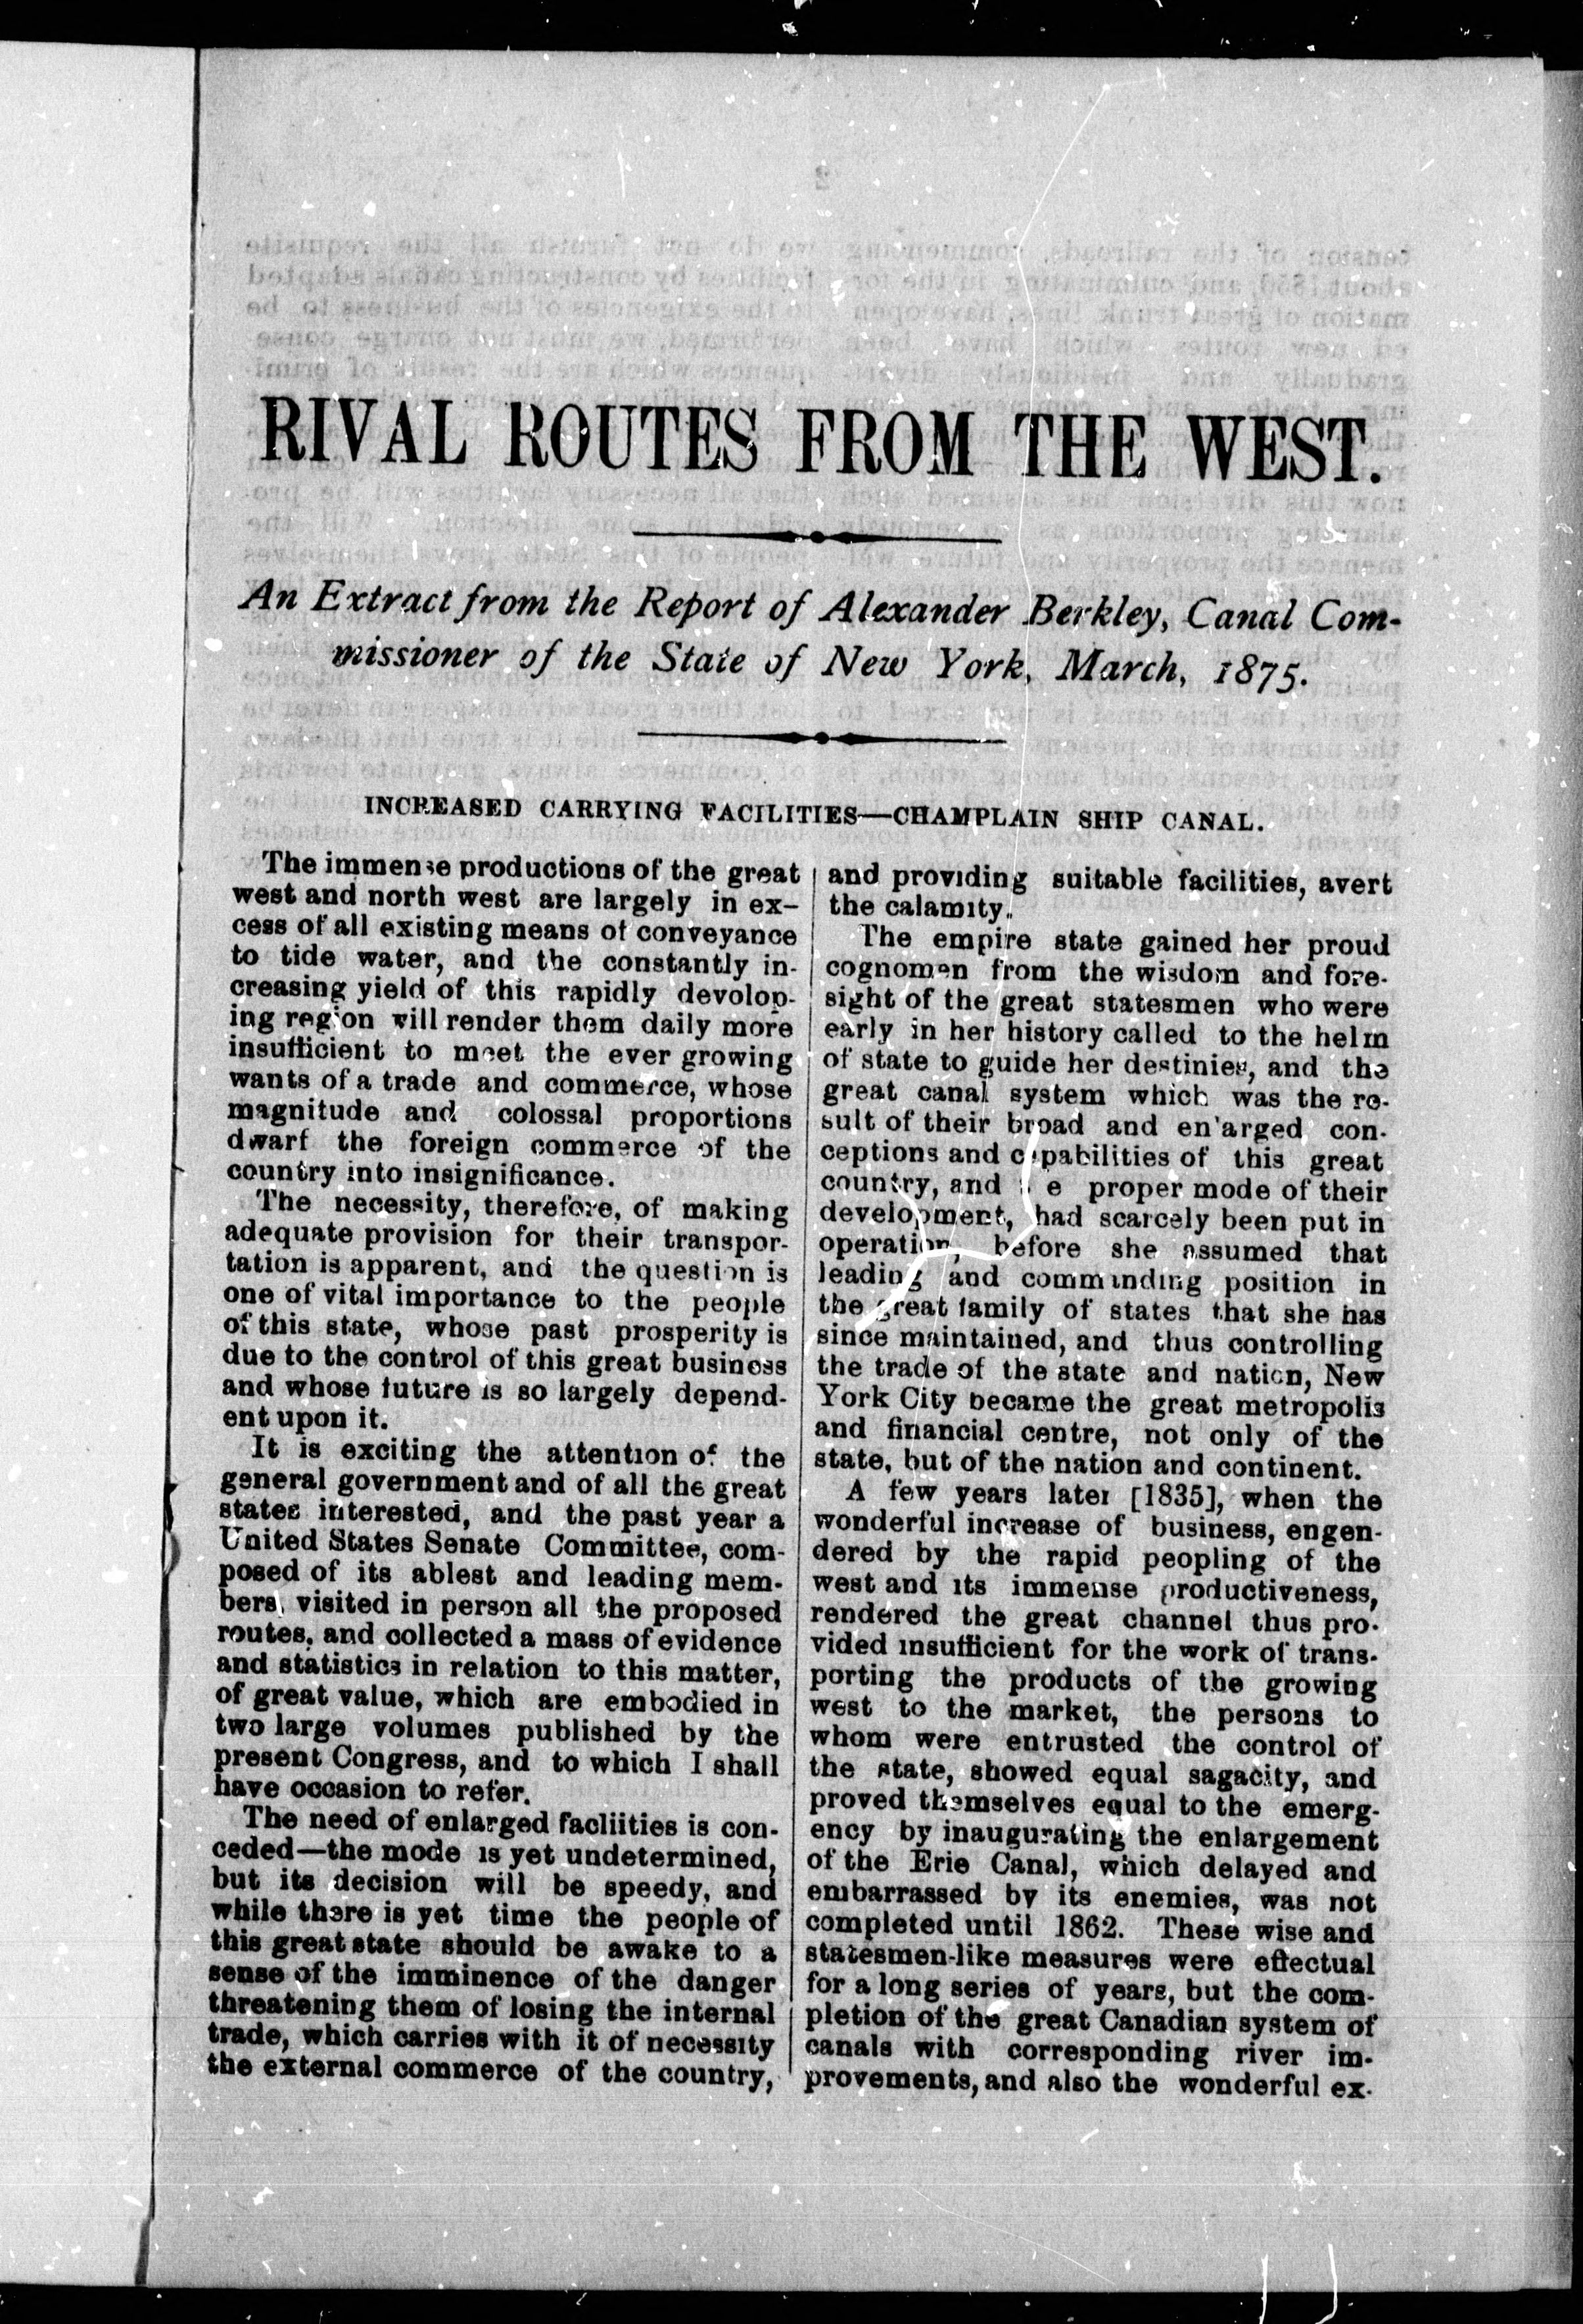 RIVAL ROUTES FROM THE WEST.
An Extract from the Report of Alexander Berkley, Canal Com-
missioner of the State of New York, March, 1875.
INCREASED CARRYING FACILITIES—CHAMPLAIN SHIP CANAL.
The immense productions of the great
west and north west are largely in ex-
cess of all existing means of conveyance
to tide water, and the constantly in-
creasing yield of this rapidly devolop-
ing region will render them daily more
insufficient to meet the ever growing
wants of a trade and commerce, whose
magnitude and colossal proportions
dwarf the foreign commerce of the
country into insignificance.
The necessity, therefore, of making
adequate provision for their transpor-
tation is apparent, and the question is
one of vital importance to the people
of this state, whose past prosperity is
due to the control of this great business
and whose future is so largely depend-
ent upon it.
It is exciting the attention of the
general government and of all the great
states interested, and the past year a
United States Senate Committee, com-
posed of its ablest and leading mem-
bers, visited in person all the proposed
routes, and collected a mass of evidence
and statistics in relation to this matter,
of great value, which are embodied in
two large volumes published by the
present Congress, and to which I shall
have occasion to refer.
The need of enlarged facliities is con-
ceded—the mode is yet undetermined,
but its decision will be speedy, and
while there is yet time the people of
this great state should be awake to a
sense of the imminence of the danger
threatening them of losing the internal
trade, which carries with it of necessity
the external commerce of the country,
and providing suitable facilities, avert
the calamity.
The empire state gained her proud
cognomen from the wisdom and fore-
sight of the great statesmen who were
early in her history called to the helm
of state to guide her destinies, and the
great canal system which was the re-
sult of their broad and enlarged con-
ceptions and capabilities of this great
country, and e proper mode of their
development, had scarcely been put in
operation, before she assumed that
leading and commanding position in
the great family of states that she has
since maintained, and thus controlling
the trade of the state and nation, New
York City became the great metropolis
and financial centre, not only of the
state, but of the nation and continent.
A few years later [1835], when the
wonderful increase of business, engen-
dered by the rapid peopling of the
west and its immense productiveness,
rendered the great channel thus pro-
vided insufficient for the work of trans-
porting the products of the growing
west to the market, the persons to
whom were entrusted the control of
the state, showed equal sagacity, and
proved themselves equal to the emerg-
ency by inaugurating the enlargement
of the Erie Canal, which delayed and
embarrassed by its enemies, was not
completed until 1862. These wise and
statesmen-like measures were effectual
for a long series of years, but the com-
pletion of the great Canadian system of
canals with corresponding river im-
provements, and also the wonderful ex-